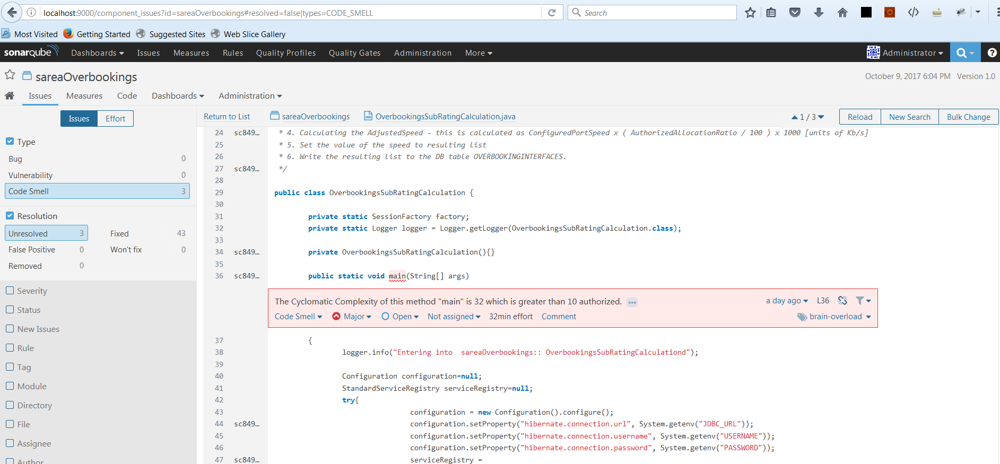 localhost:9000/component_issues?id=sareaOverbookings#resolved=false|types=CODE_SMELL
Search
Most Visited Getting Started Suggested Sites Web Slice Gallery
sonarqube Dashboards Issues Measures Rules Quality Profiles Quality Gates Administration More Administrator ?
sareaOverbookings
October 9, 2017 6:04 PM Version 1.0
Issues Measures Code Dashboards Administration
Issues Effort
Return to List sareaOverbookings OverbookingsSubRatingCalculation.java 1 / 3 Reload New Search Bulk Change
Type
Bug 0
Vulnerability 0
Code Smell 3
Resolution
Unresolved 3 Fixed 43
False Positive 0 Won't fix 0
Removed 0
Severity
Status
New Issues
Rule
Tag
Module
Directory
File
Assignee
Author
24 sc849... * 4. Calculating the AdjustedSpeed - this is calculated as ConfiguredPortSpeed x ( AuthorizedAllocationRatio / 100 ) x 1000 [units of Kb/s]
25 * 5. Set the value of the speed to resulting list
26 * 6. Write the resulting list to the DB table OVERBOOKINGINTERFACES.
27 sc849... */
28
29 public class OverbookingsSubRatingCalculation {
30
31 private static SessionFactory factory;
32 private static Logger logger = Logger.getLogger(OverbookingsSubRatingCalculation.class);
33
34 sc849... private OverbookingsSubRatingCalculation(){}
35
36 sc849... public static void main(String[] args)
The Cyclomatic Complexity of this method "main" is 32 which is greater than 10 authorized. ... a day ago L36
Code Smell Major Open Not assigned 32min effort Comment brain-overload
37 {
38 logger.info("Entering into  sareaOverbookings:: OverbookingsSubRatingCalculationd");
39
40 Configuration configuration=null;
41 StandardServiceRegistry serviceRegistry=null;
42 try{
43 configuration = new Configuration().configure();
44 sc849... configuration.setProperty("hibernate.connection.url", System.getenv("JDBC_URL"));
45 configuration.setProperty("hibernate.connection.username", System.getenv("USERNAME"));
46 configuration.setProperty("hibernate.connection.password", System.getenv("PASSWORD"));
47 sc849... serviceRegistry =